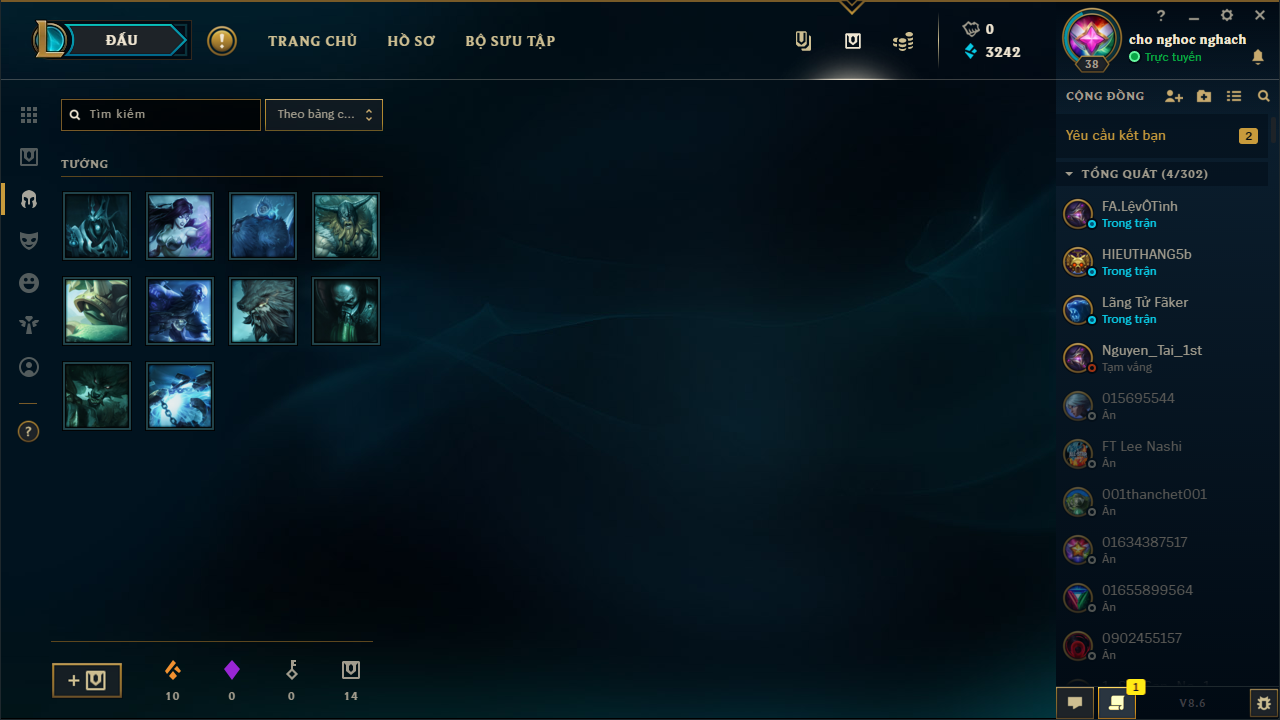 ĐẤU
!
TRANG CHỦ
HỒ SƠ
BỘ SƯU TẬP
0
3242
?
38
cho nghoc nghach
Trực tuyến
CỘNG ĐỒNG
Yêu cầu kết bạn
2
TỔNG QUÁT (4/302)
FA.LệvÔTình
Trong trận
HIEUTHANG5b
Trong trận
Lãng Tử Fãker
Trong trận
Nguyen_Tai_1st
Tạm vắng
015695544
Ẩn
FT Lee Nashi
Ẩn
001thanchet001
Ẩn
01634387517
Ẩn
01655899564
Ẩn
0902455157
Ẩn
1
V8.6
Tìm kiếm
Theo bảng c...
TƯỚNG
?
+
10
0
0
14